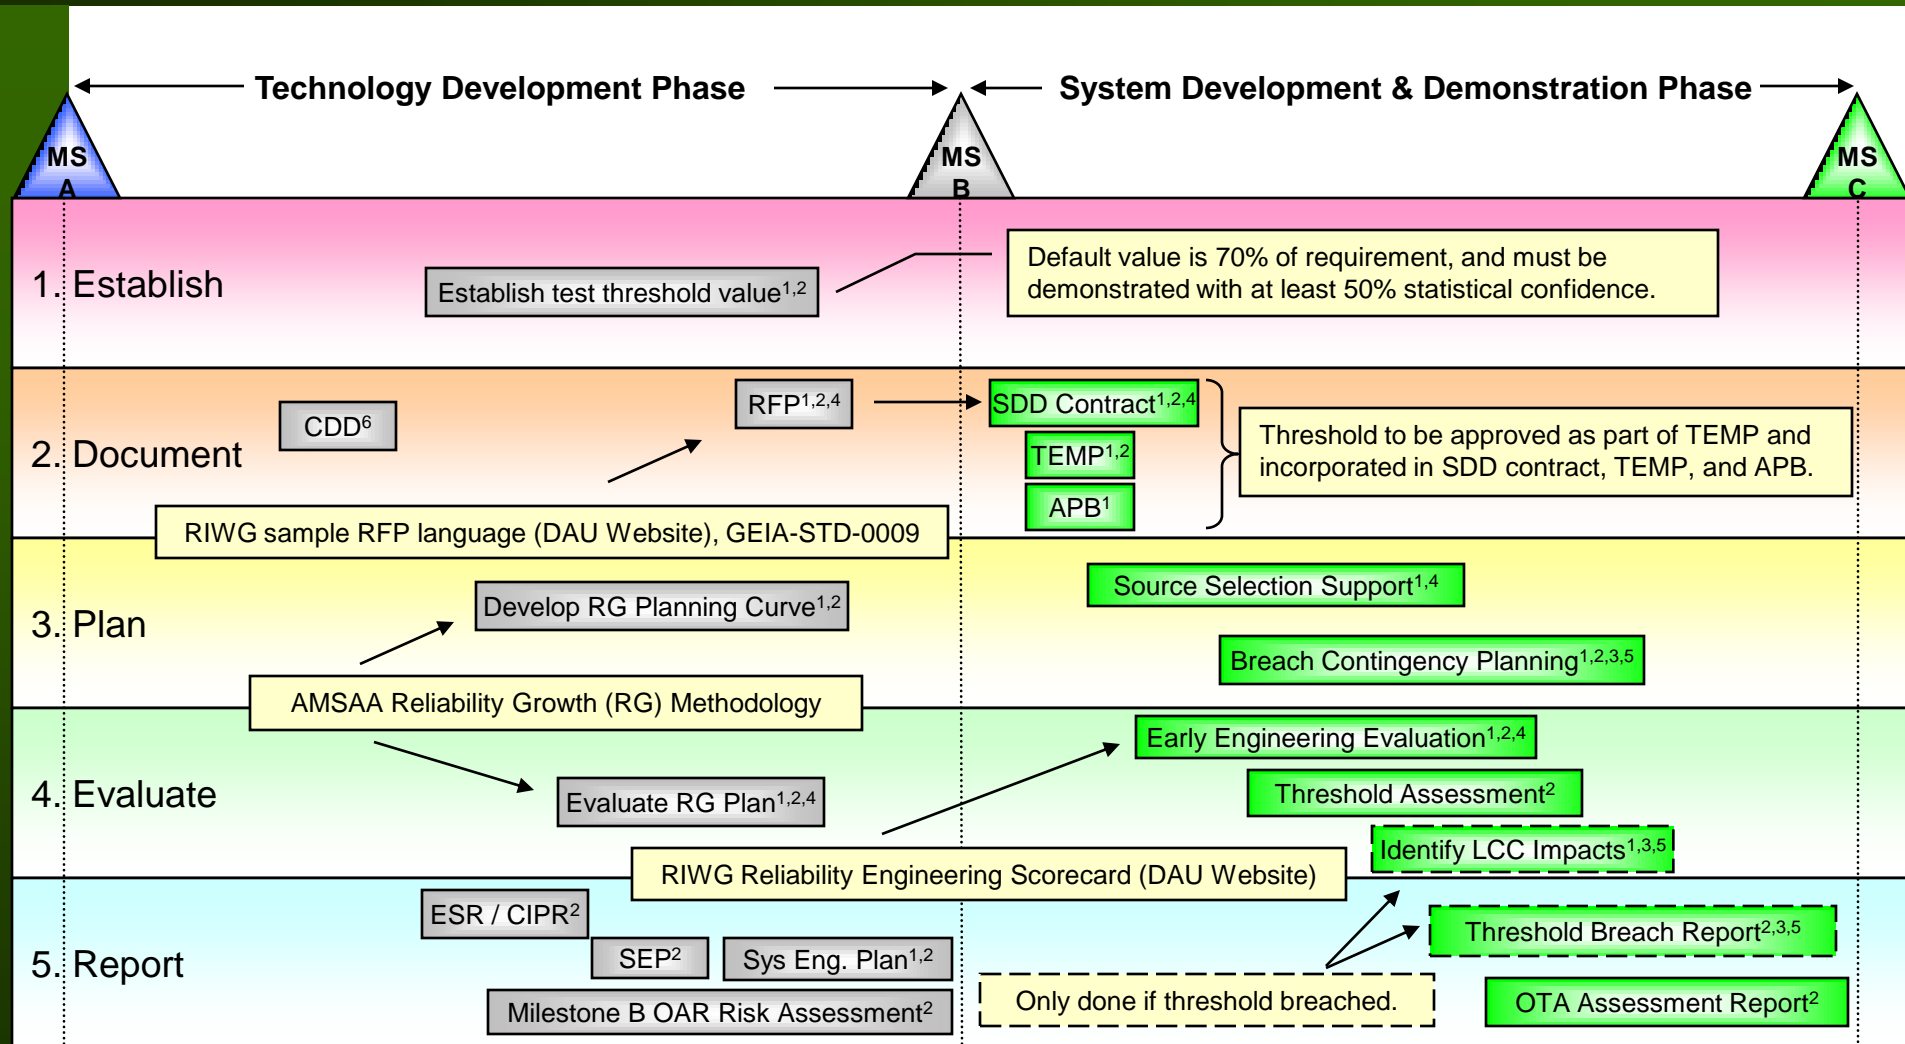 Technology Development Phase
System Development & Demonstration Phase
MS
A
MS
B
MS
C
1. Establish
Establish test threshold value1,2
Default value is 70% of requirement, and must be
demonstrated with at least 50% statistical confidence.
2. Document
CDD6
RFP1,2,4
SDD Contract1,2,4
TEMP1,2
APB1
Threshold to be approved as part of TEMP and
incorporated in SDD contract, TEMP, and APB.
RIWG sample RFP language (DAU Website), GEIA-STD-0009
3. Plan
Develop RG Planning Curve1,2
Source Selection Support1,4
Breach Contingency Planning1,2,3,5
AMSAA Reliability Growth (RG) Methodology
4. Evaluate
Evaluate RG Plan1,2,4
Early Engineering Evaluation1,2,4
Threshold Assessment2
Identify LCC Impacts1,3,5
RIWG Reliability Engineering Scorecard (DAU Website)
5. Report
ESR / CIPR2
SEP2
Sys Eng. Plan1,2
Milestone B OAR Risk Assessment2
Only done if threshold breached.
Threshold Breach Report2,3,5
OTA Assessment Report2